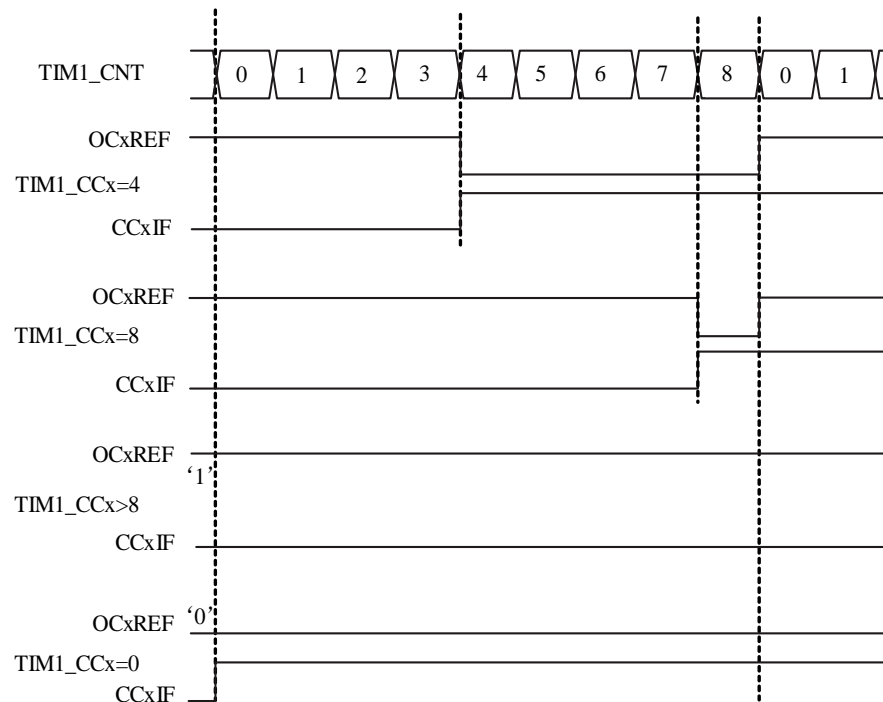 TIM1_CNT 0 1 2 3 4 5 6 7 8 0 1
OCxREF
TIM1_CCx=4
CCxIF
OCxREF
TIM1_CCx=8
CCxIF
OCxREF ‘1’
TIM1_CCx>8
CCxIF
OCxREF ‘0’
TIM1_CCx=0
CCxIF